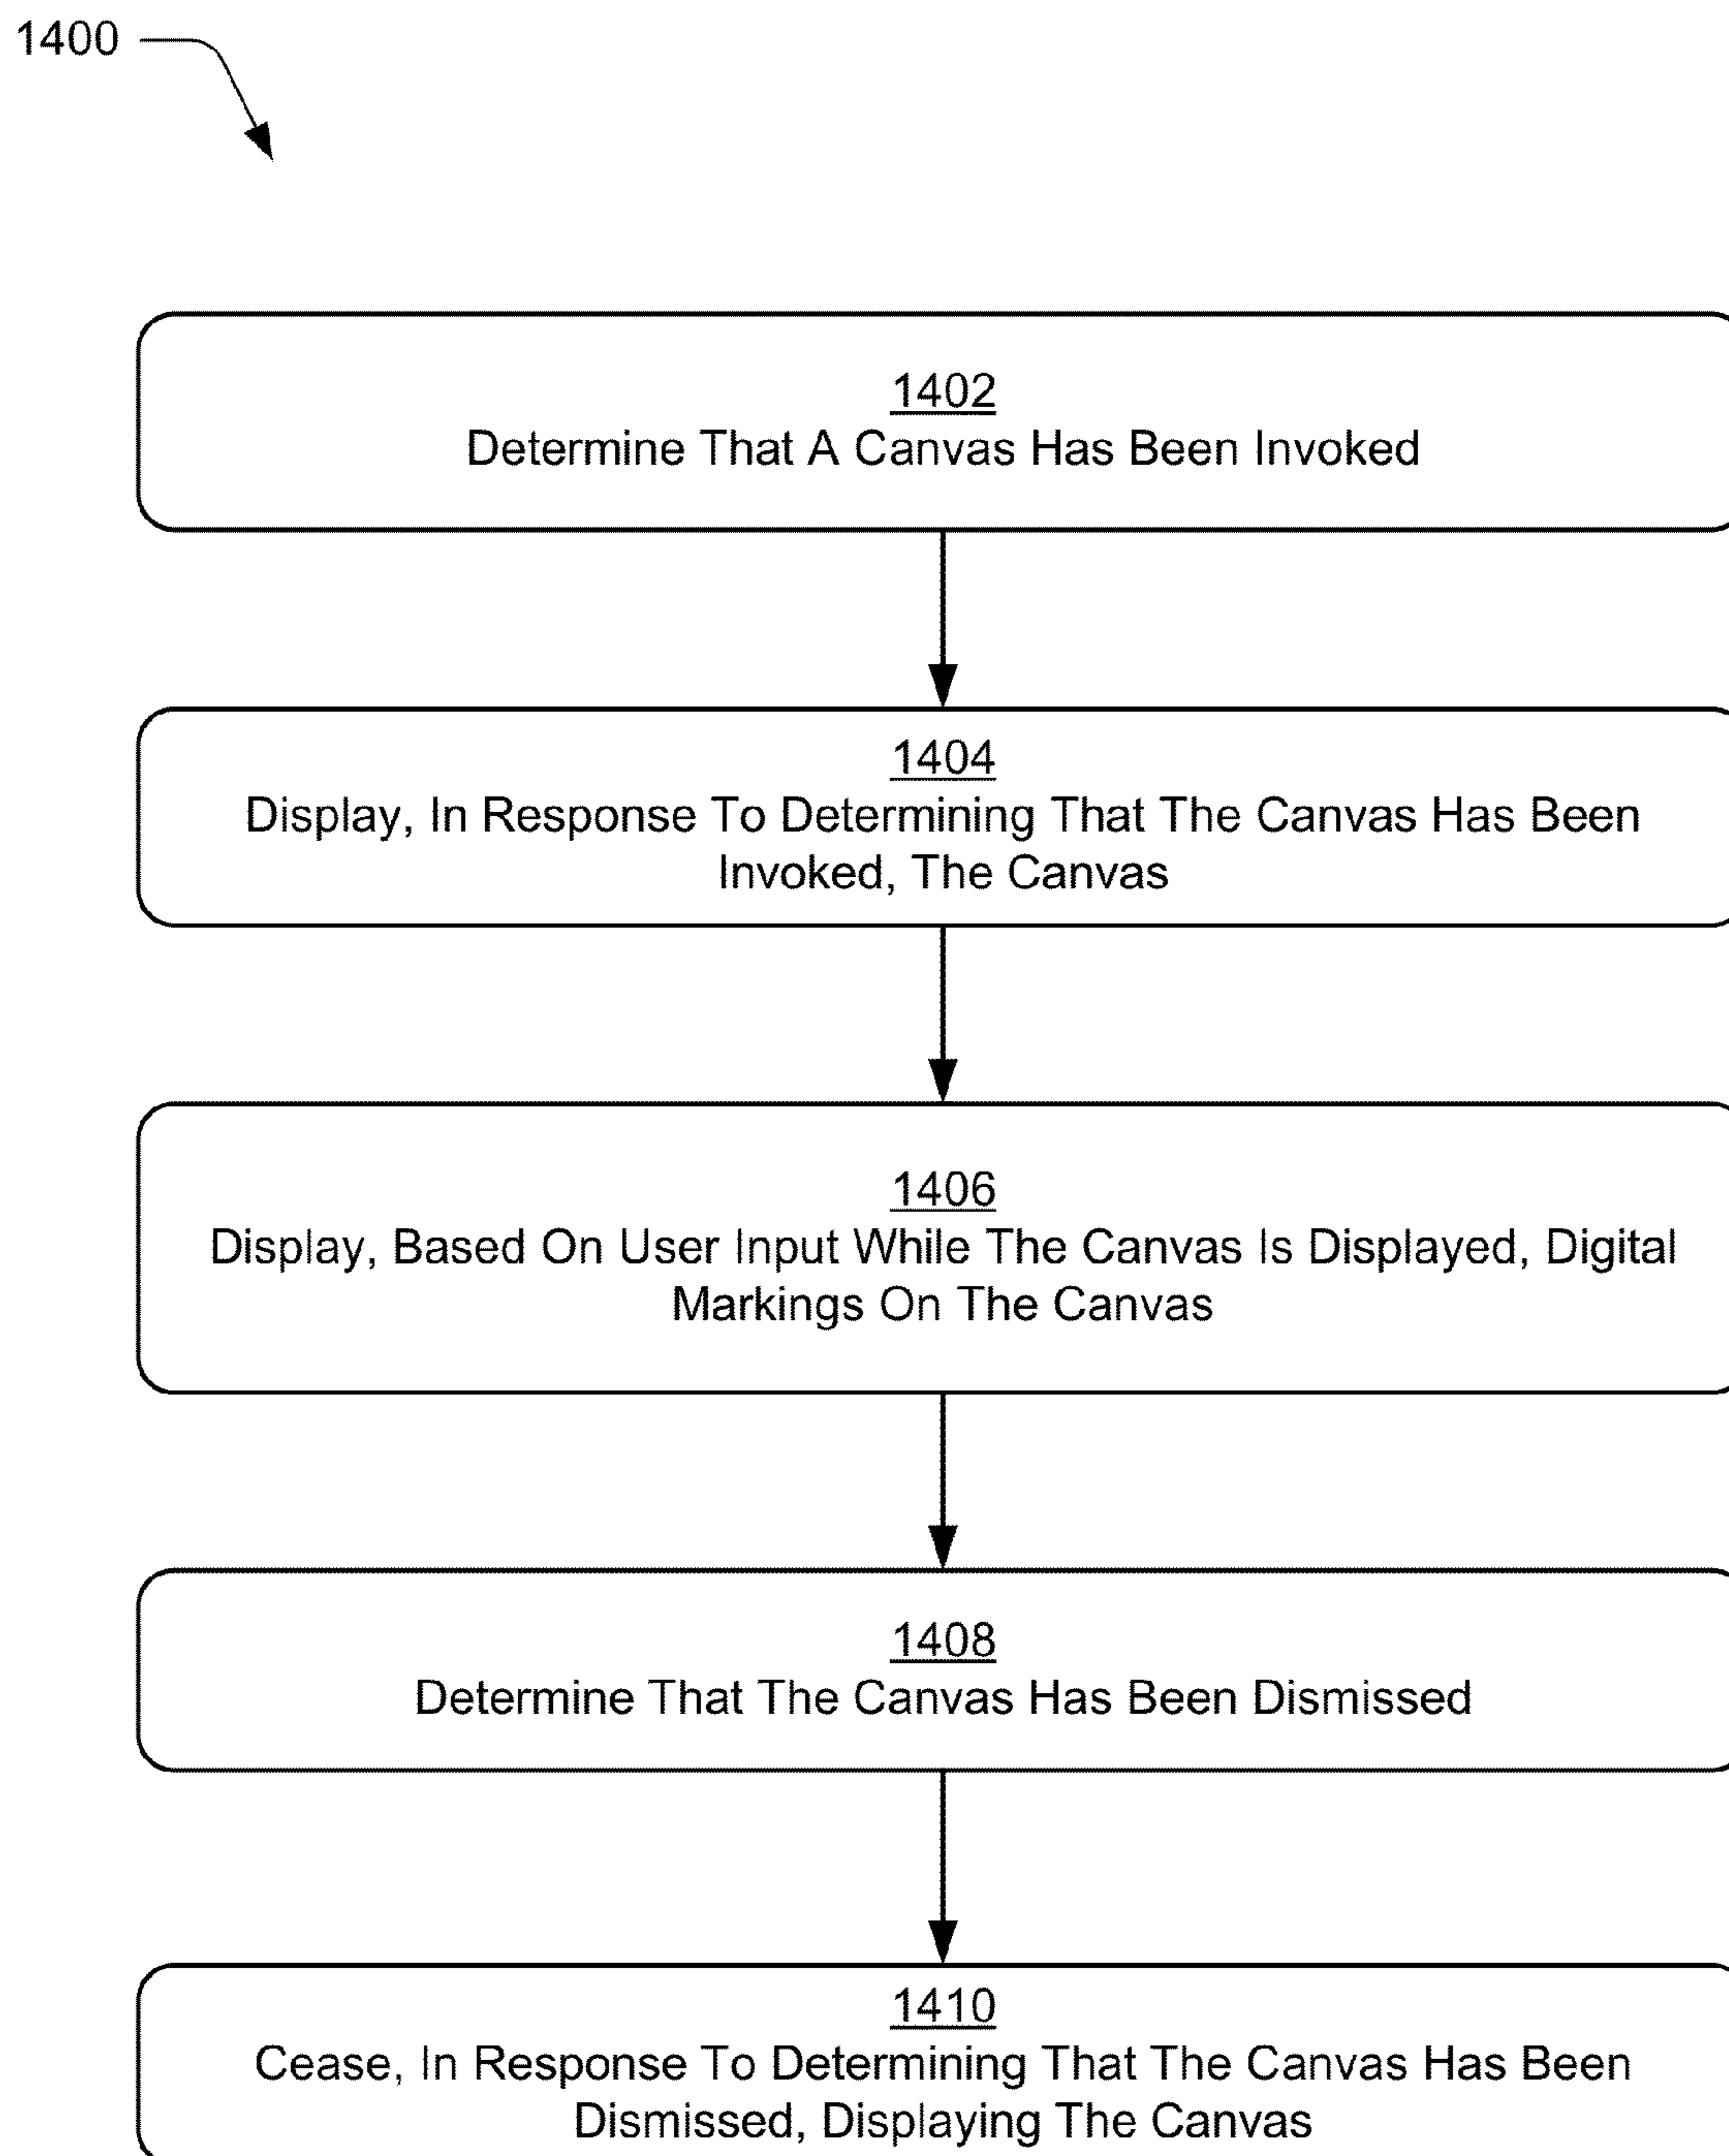 1400
1402
Determine That A Canvas Has Been Invoked
1404
Display, In Response To Determining That The Canvas Has Been
Invoked, The Canvas
1406
Display, Based On User Input While The Canvas Is Displayed, Digital
Markings On The Canvas
1408
Determine That The Canvas Has Been Dismissed
1410
Cease, In Response To Determining That The Canvas Has Been
Dismissed, Displaying The Canvas